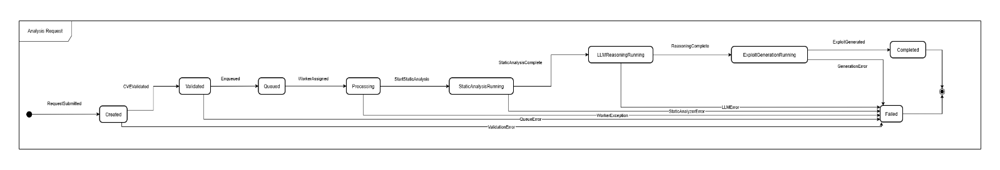 Analysis Request
RequestSubmitted
Created
CVEValidated
Validated
Enqueued
Queued
WorkerAssigned
Processing
StartStaticAnalysis
StaticAnalysisRunning
StaticAnalysisComplete
LLMReasoningRunning
ReasoningComplete
ExploitGenerationRunning
ExploitGenerated
Completed
GenerationError
LLMError
StaticAnalyzerError
WorkerException
QueueError
ValidationError
Failed